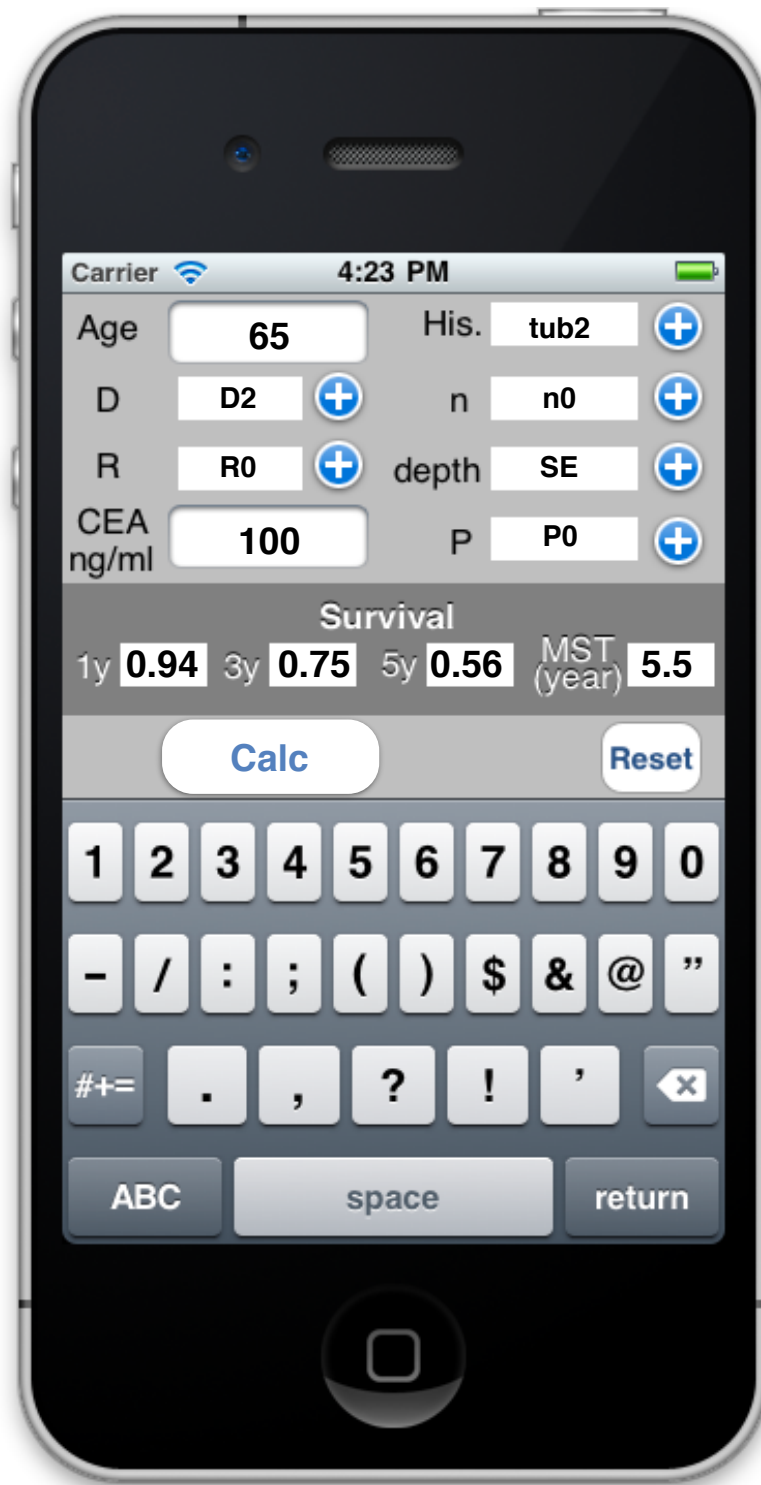 Carrier 4:23 PM
Age 65 His. tub2
D D2 n n0
R R0 depth SE
CEA
ng/ml 100 P P0
Survival
1y 0.94 3y 0.75 5y 0.56 MST
(year) 5.5
Calc Reset
1 2 3 4 5 6 7 8 9 0
- / : ; ( ) $ & @ ”
#+= . , ? ! ’
ABC space return